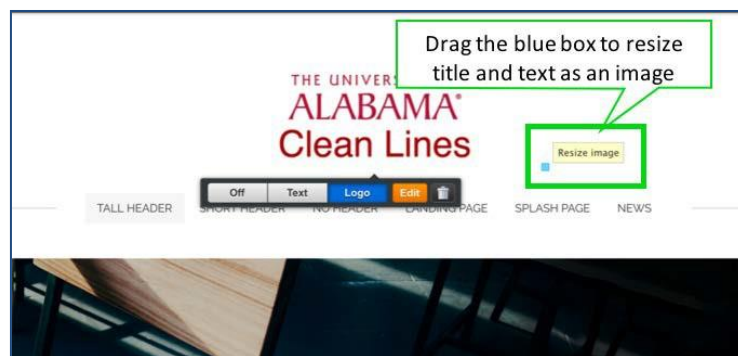 Drag the blue box to resize
title and text as an image
THE UNIVER
ALABAMA
Clean Lines
Resize image
Off Text Logo Edit
TALL HEADER SHORT HEADER NO HEADER LANDING PAGE SPLASH PAGE NEWS